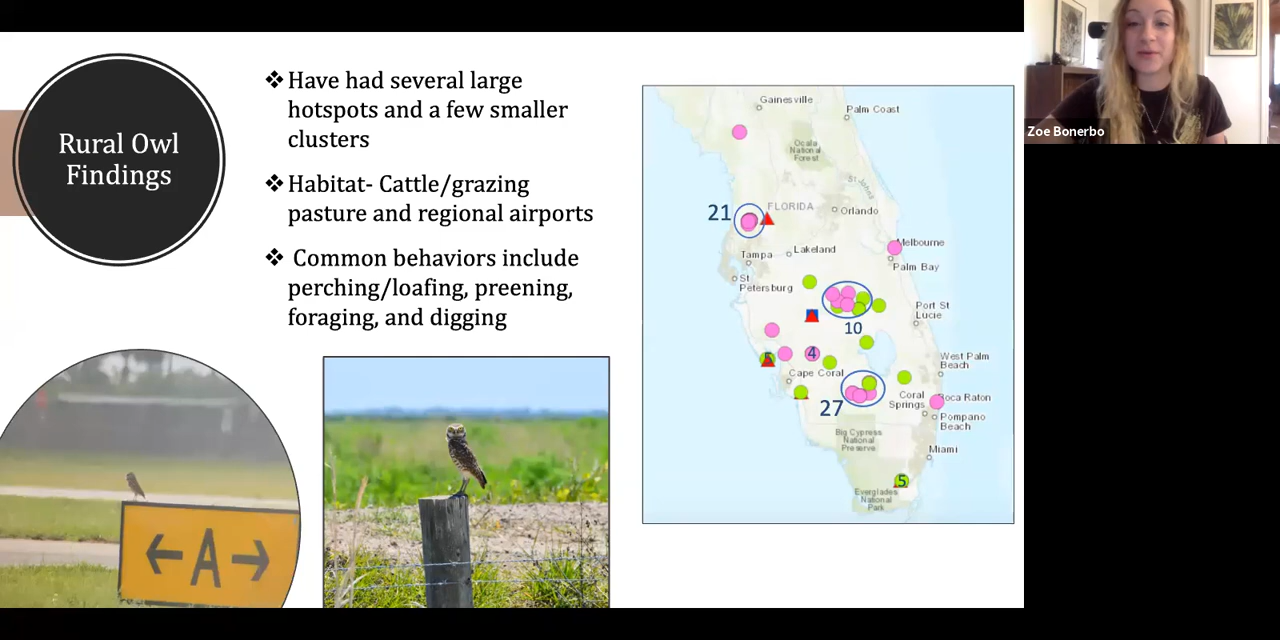 Rural Owl
Findings
❖Have had several large
hotspots and a few smaller
clusters
❖Habitat- Cattle/grazing
pasture and regional airports
❖ Common behaviors include
perching/loafing, preening,
foraging, and digging
←A→
Gainesville
Palm Coast
Ocala
National
Forest
St Johns
21
FLORIDA
Orlando
Melbourne
Tampa
Lakeland
Palm Bay
St
Petersburg
Port St
Lucie
10
5
4
West Palm
Beach
Cape Coral
27
Coral
Springs
Boca Raton
Pompano
Beach
Big Cypress
National
Preserve
Miami
5
Everglades
National
Park
Zoe Bonerbo